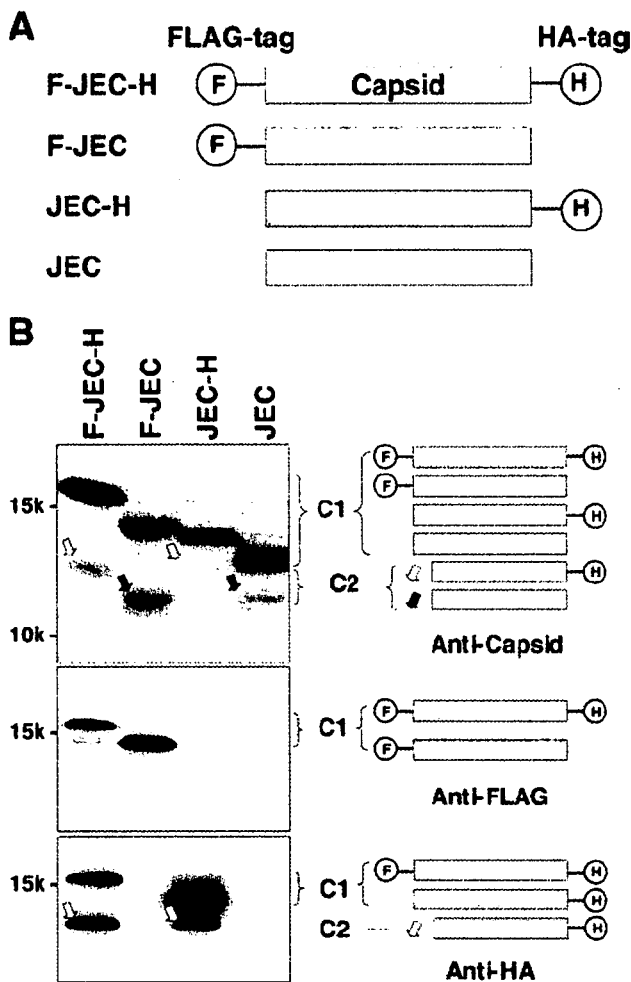 A
FLAG-tag HA-tag
F-JEC-H F Capsid H
F-JEC F
JEC-H H
JEC
B
F-JEC-H F-JEC JEC-H JEC
15k
10k
C1
C2
F H
F
H
H
Anti-Capsid
15k
C1
F H
F
Anti-FLAG
15k
C1
C2
F H
H
H
Anti-HA